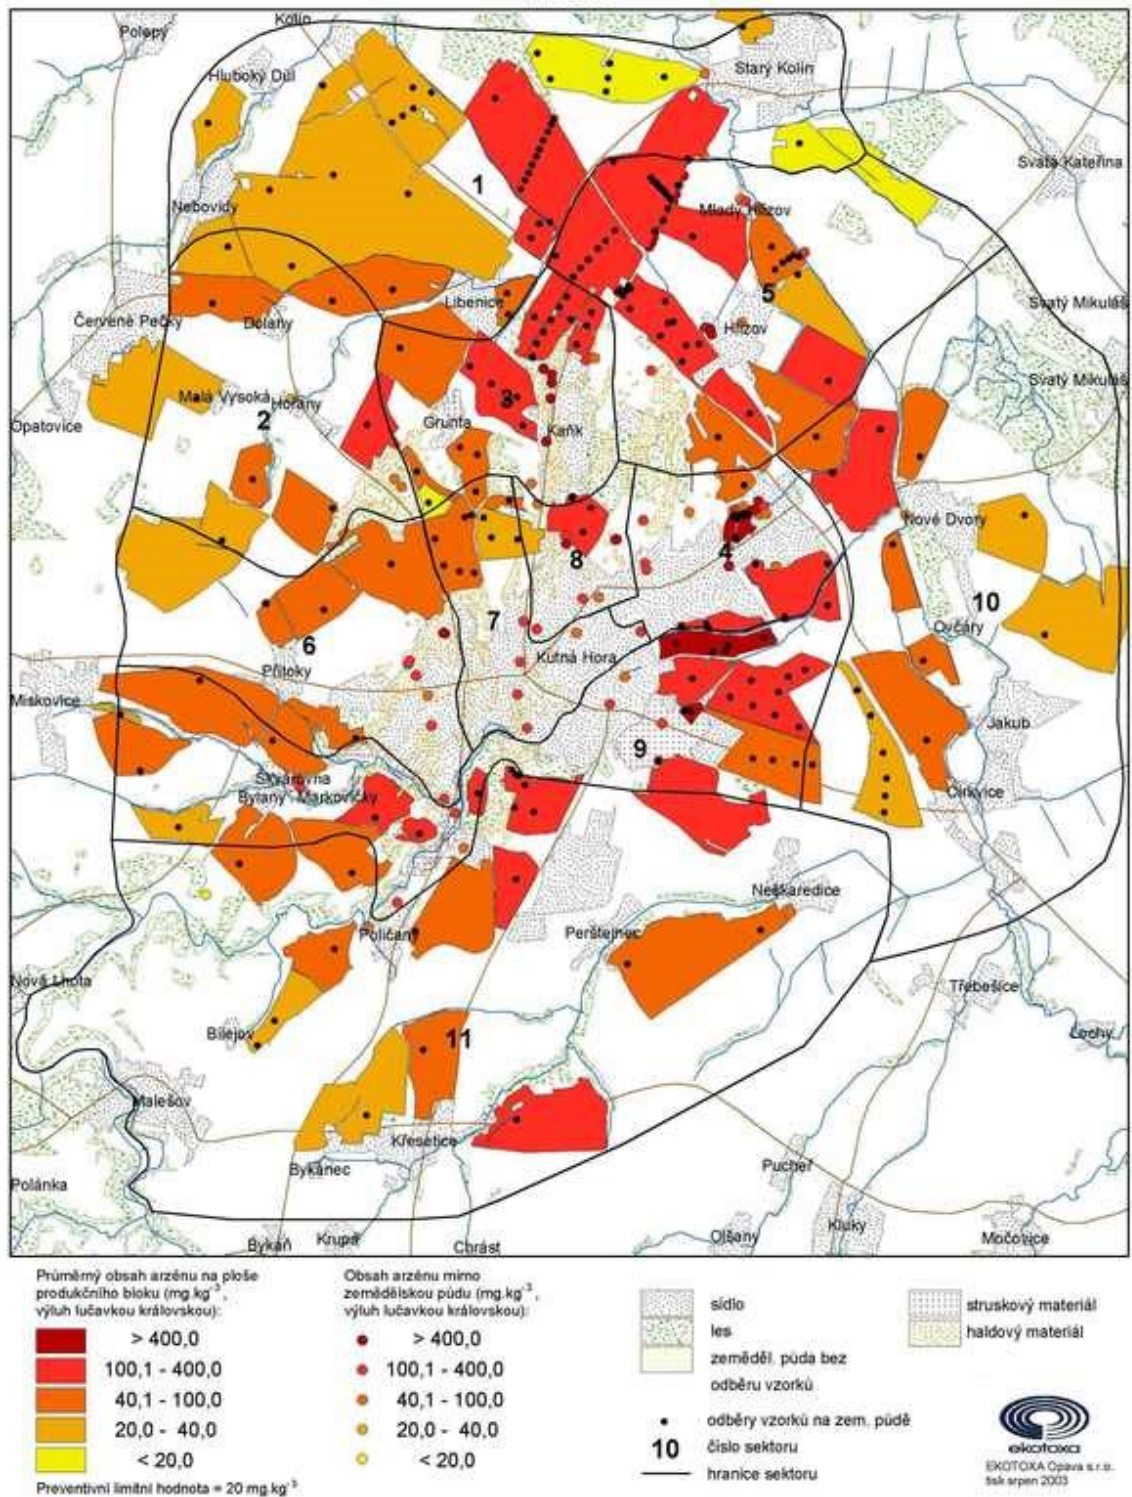 Kolín
Polepy
Hluboký Důl
Starý Kolín
Svatá Kateřina
1
Nebovidy
Mladý Hlízov
5
Svatý Mikuláš
Libenice
Červené Pečky
Dolany
Hlízov
Svatý Mikuláš
Malá Vysoká
Hořany
3
Opatovice
2
Grunta
Kaňk
Nové Dvory
8
4
10
7
Ovčáry
6
Kutná Hora
Přítoky
Miskovice
Jakub
9
Bylany
Markovičky
Církvice
Neškaredice
Poličany
Perštejnec
Nová Lhota
Třebešice
Bílejov
11
Lochy
Malešov
Křesetice
Bykánec
Pucheř
Polánka
Kluky
Olšany
Močovice
Bykáň
Krupá
Chrást
Průměrný obsah arzénu na ploše
produkčního bloku (mg.kg⁻³,
výluh lučavkou královskou):
> 400,0
100,1 - 400,0
40,1 - 100,0
20,0 - 40,0
< 20,0
Preventivní limitní hodnota = 20 mg.kg⁻³
Obsah arzénu mimo
zemědělskou půdu (mg.kg⁻³,
výluh lučavkou královskou):
> 400,0
100,1 - 400,0
40,1 - 100,0
20,0 - 40,0
< 20,0
sídlo
les
zeměděl. půda bez
odběru vzorků
odběry vzorků na zem. půdě
10
číslo sektoru
hranice sektoru
struskový materiál
haldový materiál
ekotoxa
EKOTOXA Opava s.r.o.
tisk srpen 2003